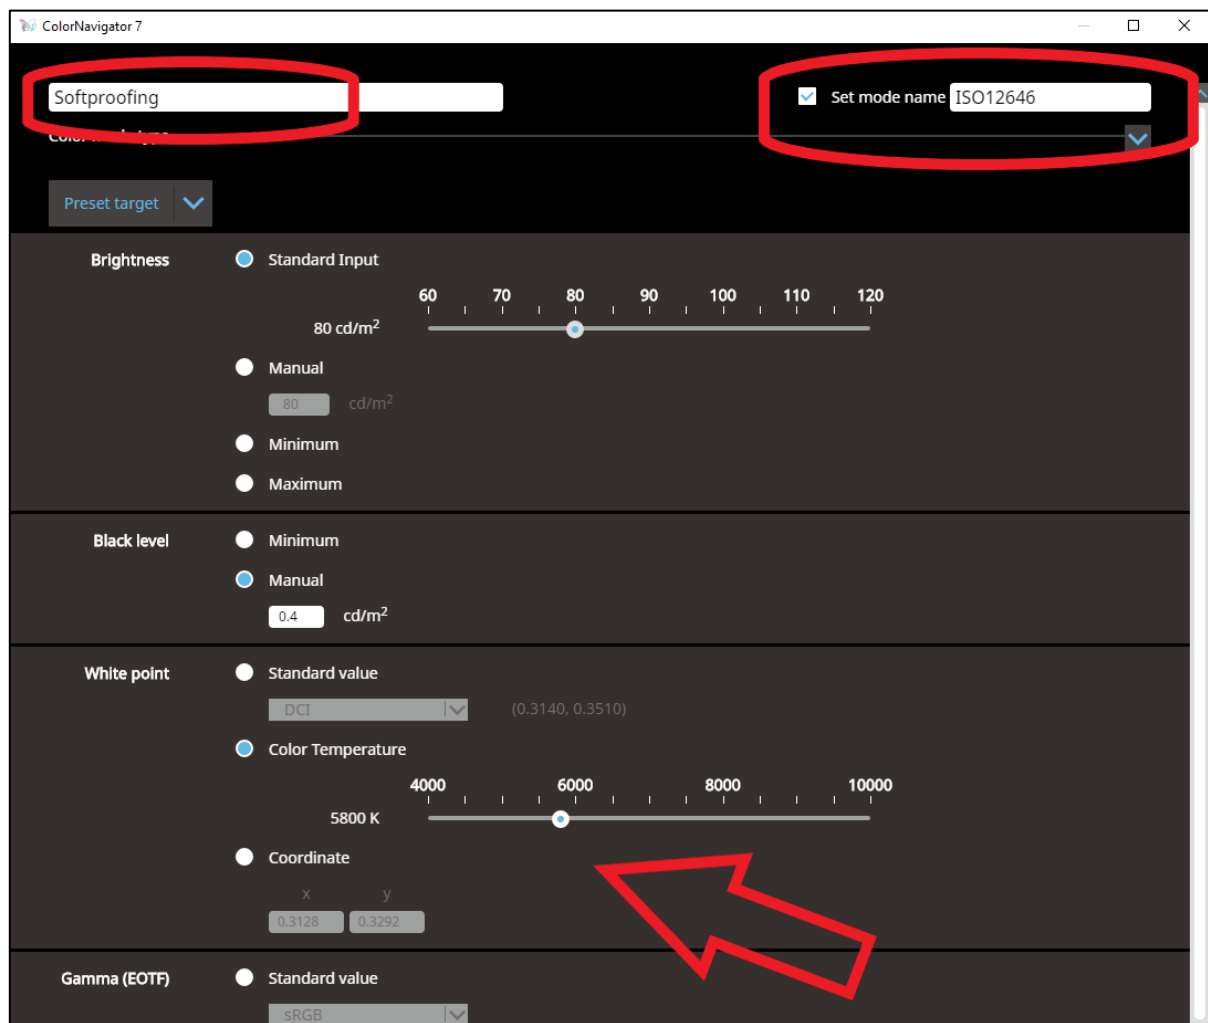 ColorNavigator 7
Softproofing
Set mode name ISO12646
Preset target
Brightness
Standard Input
60 70 80 90 100 110 120
80 cd/m²
Manual
80 cd/m²
Minimum
Maximum
Black level
Minimum
Manual
0.4 cd/m²
White point
Standard value
DCI (0.3140, 0.3510)
Color Temperature
4000 6000 8000 10000
5800 K
Coordinate
x y
0.3128 0.3292
Gamma (EOTF)
Standard value
sRGB